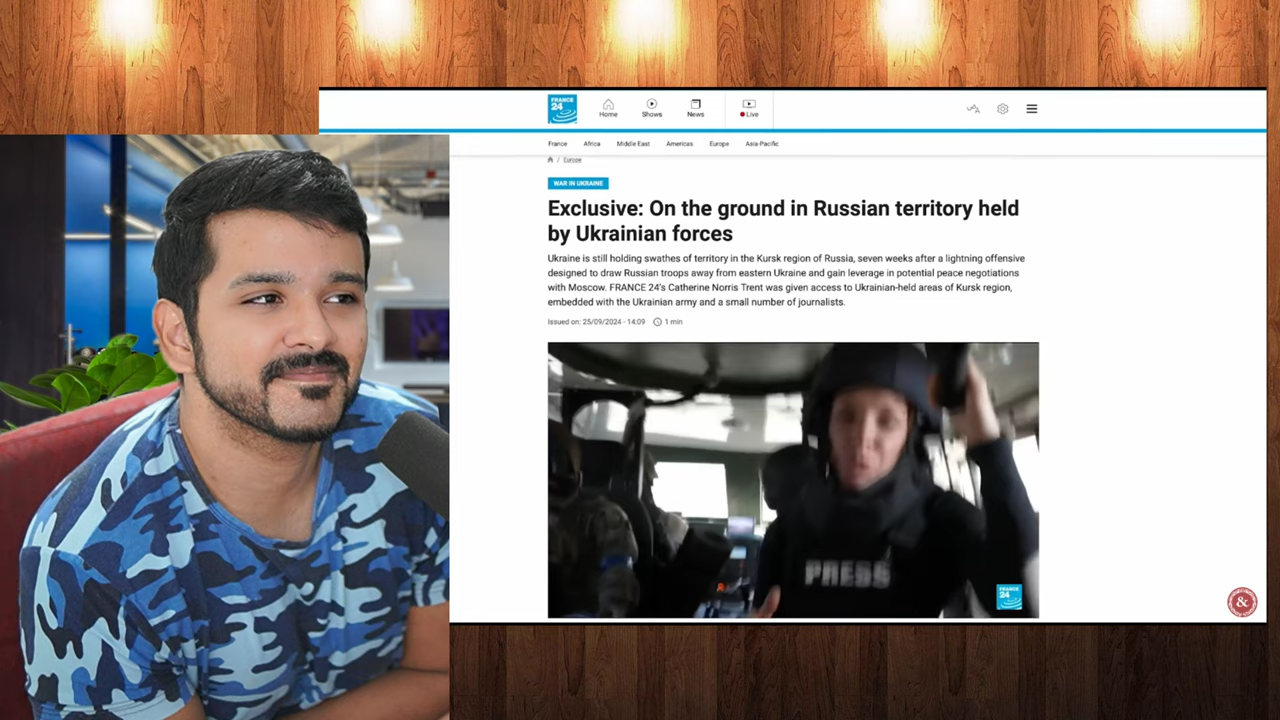 FRANCE
24
Home
Shows
News
Live
France
Africa
Middle East
Americas
Europe
Asia-Pacific
/ Europe
WAR IN UKRAINE
Exclusive: On the ground in Russian territory held
by Ukrainian forces
Ukraine is still holding swathes of territory in the Kursk region of Russia, seven weeks after a lightning offensive
designed to draw Russian troops away from eastern Ukraine and gain leverage in potential peace negotiations
with Moscow. FRANCE 24's Catherine Norris Trent was given access to Ukrainian-held areas of Kursk region,
embedded with the Ukrainian army and a small number of journalists.
Issued on: 25/09/2024 - 14:09 1 min
PRESS
FRANCE
24
&